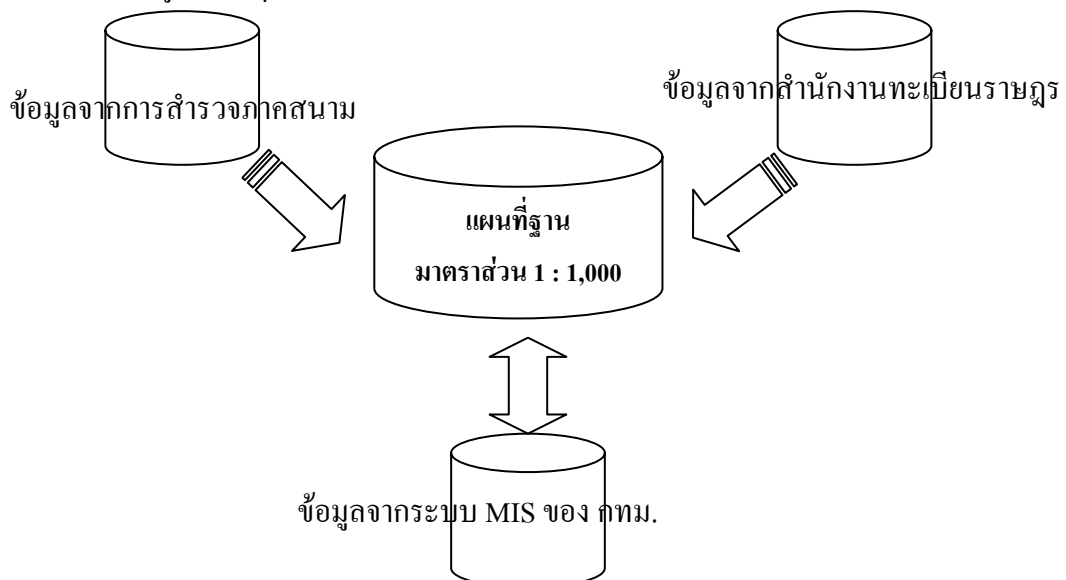 ข้อมูลจากการสำรวจภาคสนาม
ข้อมูลจากสำนักงานทะเบียนราษฎร
แผนที่ฐาน
มาตราส่วน 1 : 1,000
ข้อมูลจากระบบ MIS ของ กทม.